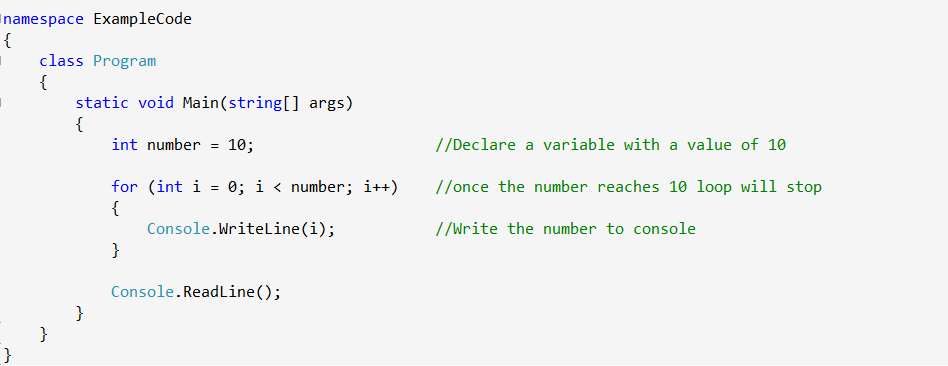 namespace ExampleCode
{
    class Program
    {
        static void Main(string[] args)
        {
            int number = 10;                    //Declare a variable with a value of 10

            for (int i = 0; i < number; i++)    //once the number reaches 10 loop will stop
            {
                Console.WriteLine(i);           //Write the number to console
            }

            Console.ReadLine();
        }
    }
}